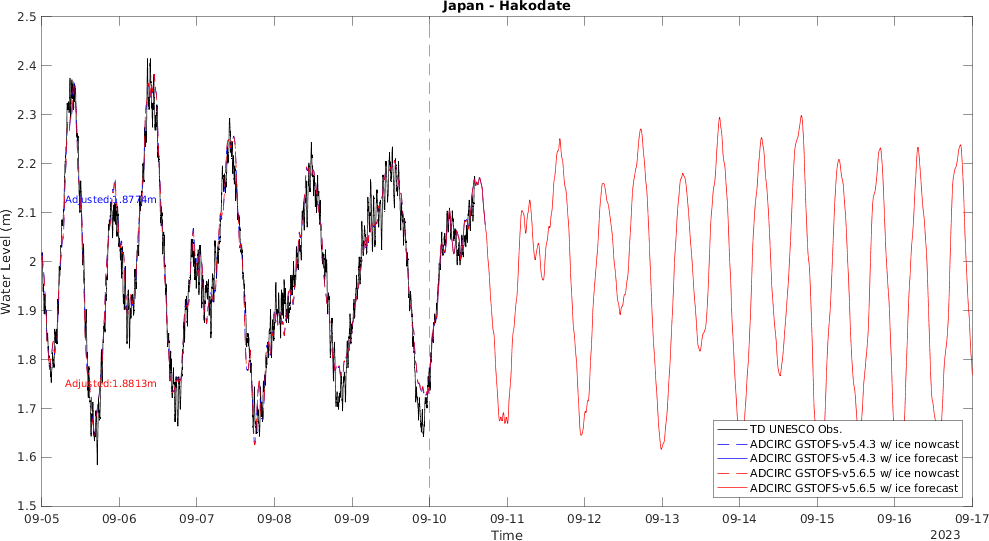 Japan - Hakodate
2.5
2.4
2.3
2.2
2.1
2
1.9
1.8
1.7
1.6
1.5
Water Level (m)
Adjusted:1.8774m
Adjusted:1.8813m
TD UNESCO Obs.
ADCIRC GSTOFS-v5.4.3 w/ ice nowcast
ADCIRC GSTOFS-v5.4.3 w/ ice forecast
ADCIRC GSTOFS-v5.6.5 w/ ice nowcast
ADCIRC GSTOFS-v5.6.5 w/ ice forecast
09-05 09-06 09-07 09-08 09-09 09-10 09-11 09-12 09-13 09-14 09-15 09-16 09-17
Time
2023